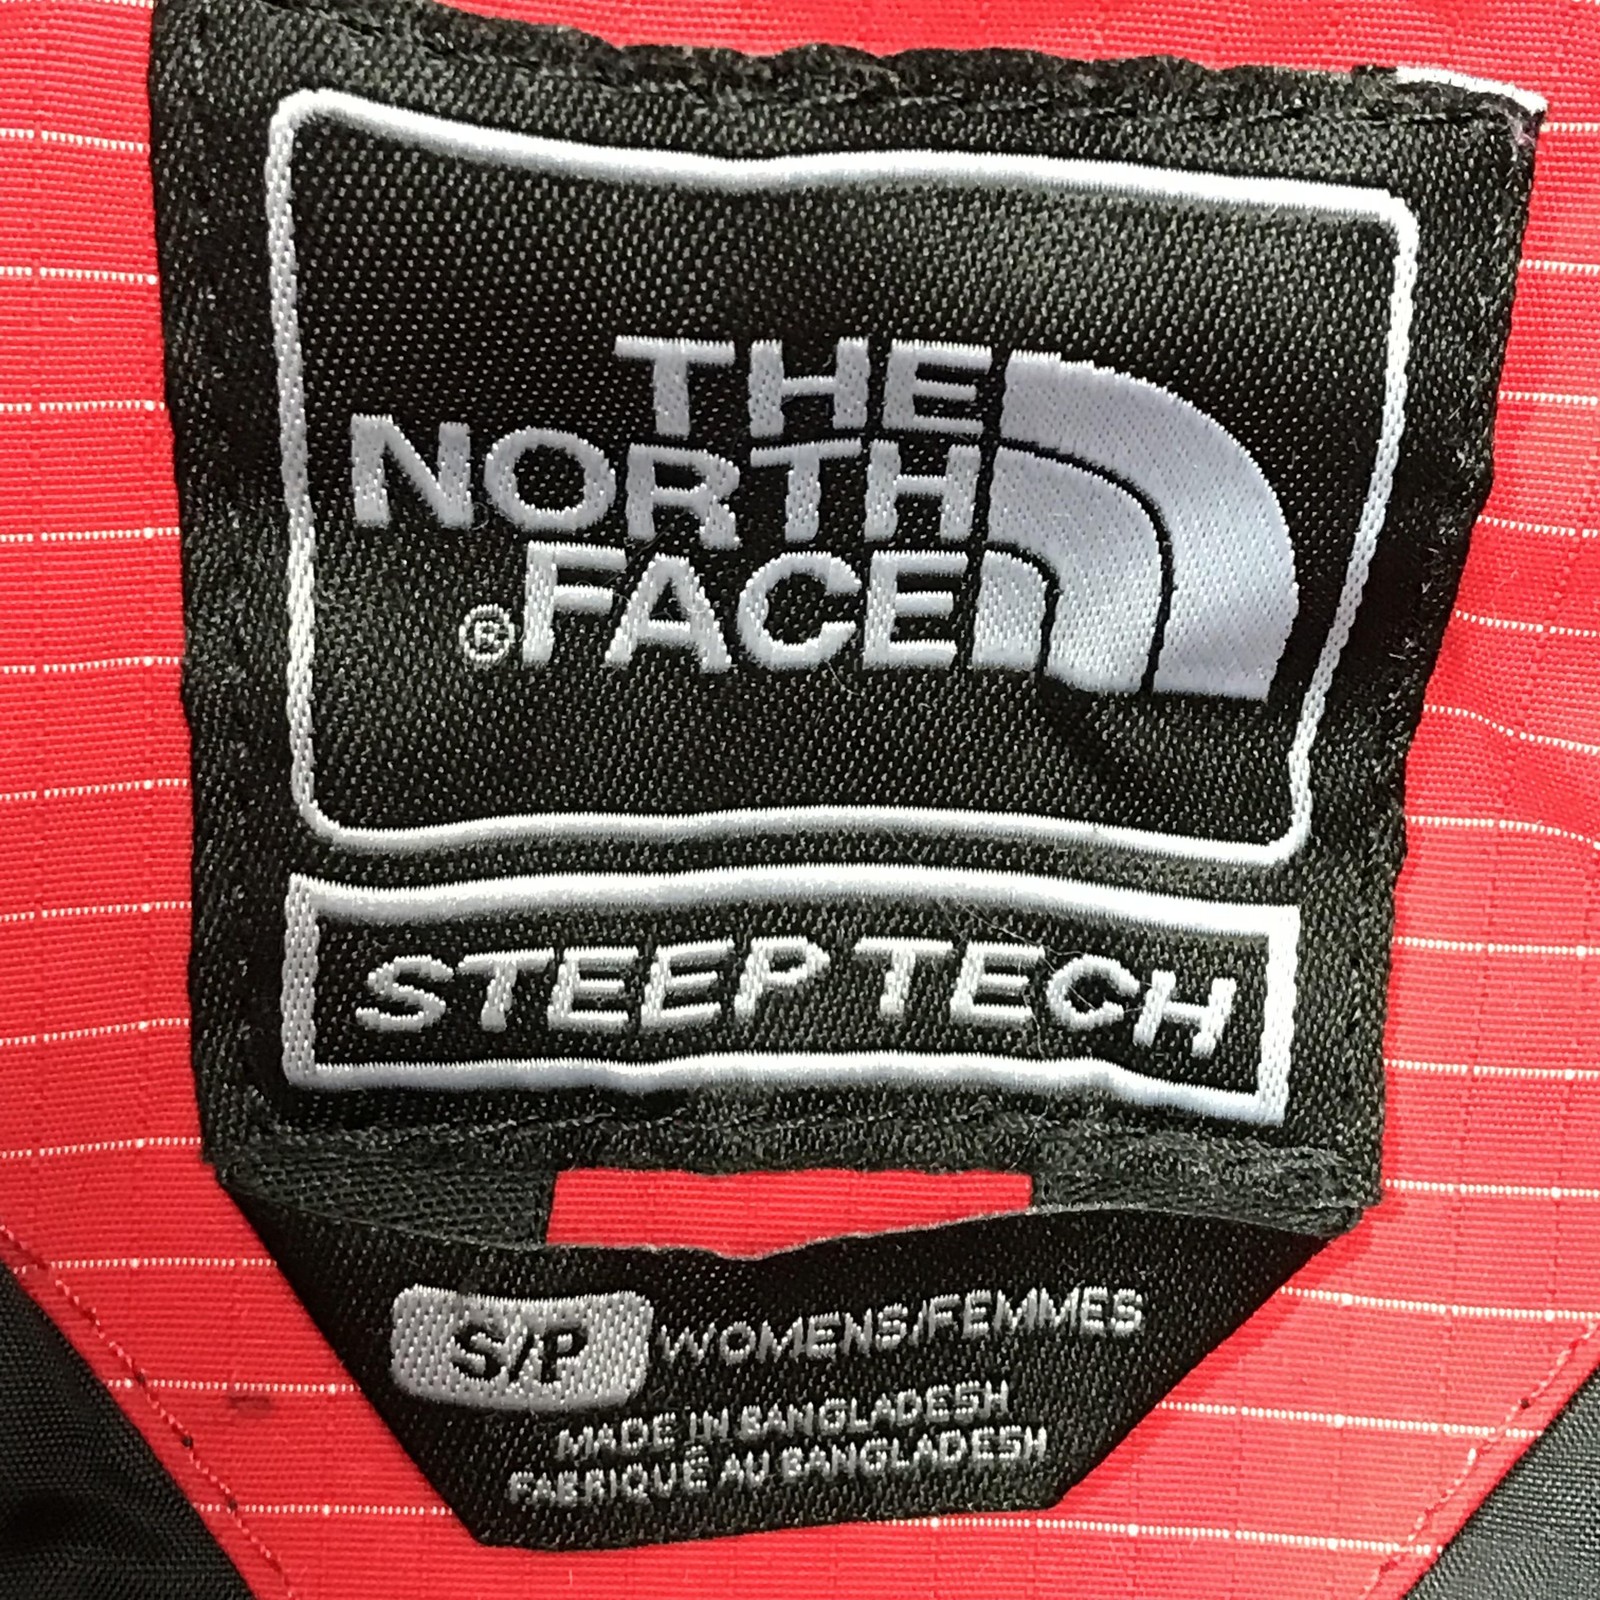 THE
NORTH
®FACE
STEEP TECH
S/P WOMENS/FEMMES
MADE IN BANGLADESH
FABRIQUÉ AU BANGLADESH